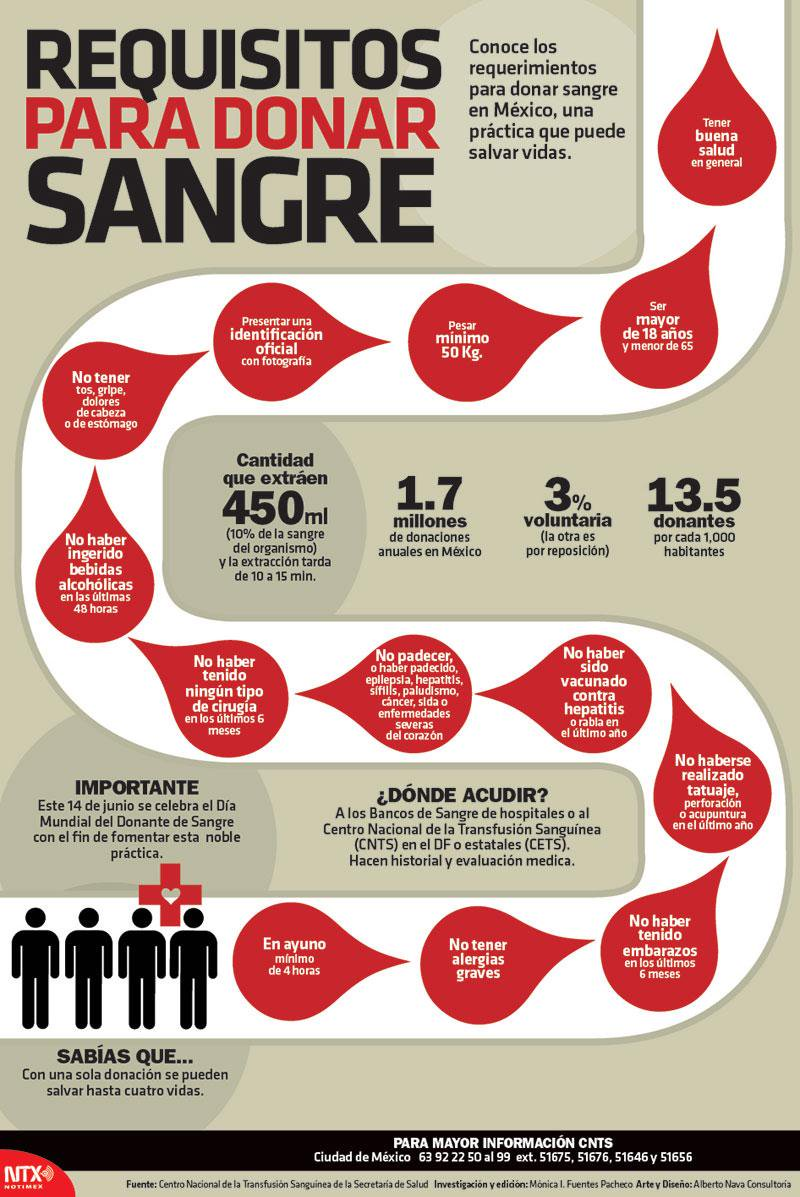 REQUISITOS
PARA DONAR
SANGRE
Conoce los
requerimientos
para donar sangre
en México, una
práctica que puede
salvar vidas.
Tener
buena
salud
en general
Ser
mayor
de 18 años
y menor de 65
Pesar
mínimo
50 Kg.
Presentar una
identificación
oficial
con fotografía
No tener
tos, gripe,
dolores
de cabeza
o de estómago
No haber
ingerido
bebidas
alcohólicas
en las últimas
48 horas
Cantidad
que extráen
450ml
(10% de la sangre
del organismo)
y la extracción tarda
de 10 a 15 min.
1.7
millones
de donaciones
anuales en México
3%
voluntaria
(la otra es
por reposición)
13.5
donantes
por cada 1,000
habitantes
No haber
tenido
ningún tipo
de cirugía
en los últimos 6
meses
No padecer,
o haber padecido,
epilepsia, hepatitis,
sífilis, paludismo,
cáncer, sida o
enfermedades
severas
del corazón
No haber
sido
vacunado
contra
hepatitis
o rabia en
el último año
No haberse
realizado
tatuaje,
perforación
o acupuntura
en el último año
IMPORTANTE
Este 14 de junio se celebra el Día
Mundial del Donante de Sangre
con el fin de fomentar esta noble
práctica.
¿DÓNDE ACUDIR?
A los Bancos de Sangre de hospitales o al
Centro Nacional de la Transfusión Sanguínea
(CNTS) en el DF o estatales (CETS).
Hacen historial y evaluación medica.
No haber
tenido
embarazos
en los últimos
6 meses
No tener
alergias
graves
En ayuno
mínimo
de 4 horas
SABÍAS QUE...
Con una sola donación se pueden
salvar hasta cuatro vidas.
PARA MAYOR INFORMACIÓN CNTS
Ciudad de México 63 92 22 50 al 99 ext. 51675, 51676, 51646 y 51656
NTX
NOTIMEX
Fuente: Centro Nacional de la Transfusión Sanguínea de la Secretaría de Salud Investigación y edición: Mónica I. Fuentes Pacheco Arte y Diseño: Alberto Nava Consultoría